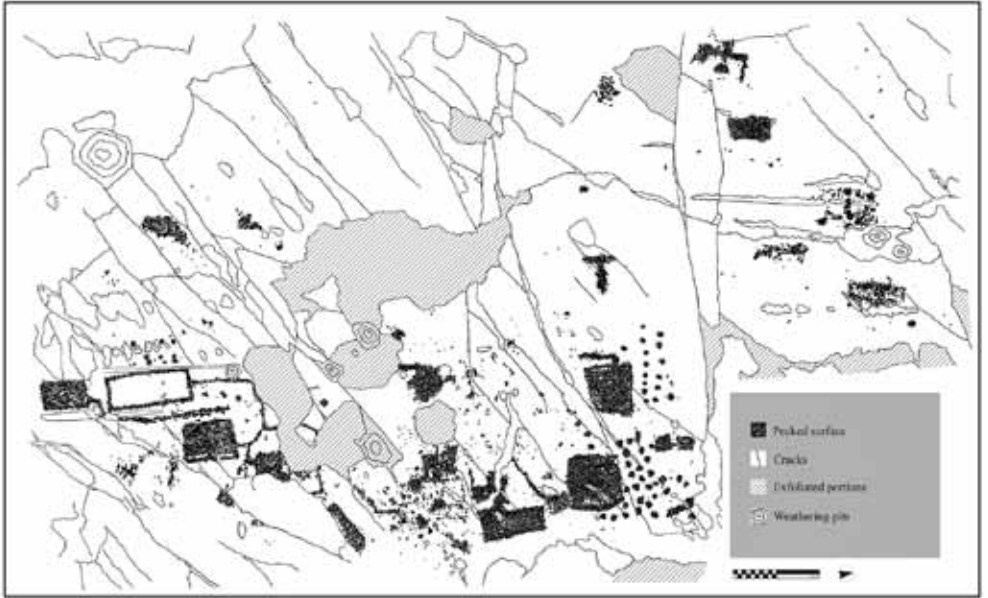 Pecked surface
Cracks
Exfoliated portions
Weathering pits